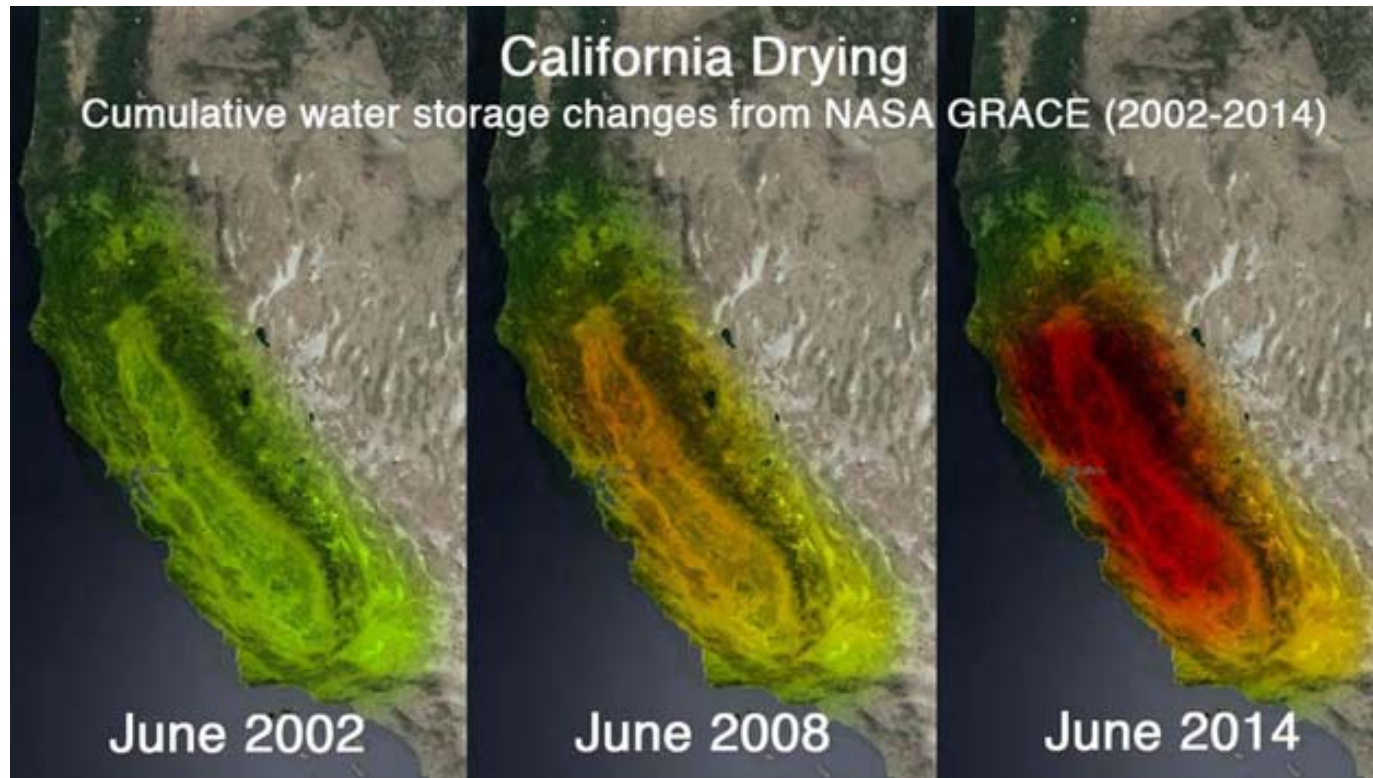 California Drying
Cumulative water storage changes from NASA GRACE (2002-2014)
June 2002
June 2008
June 2014